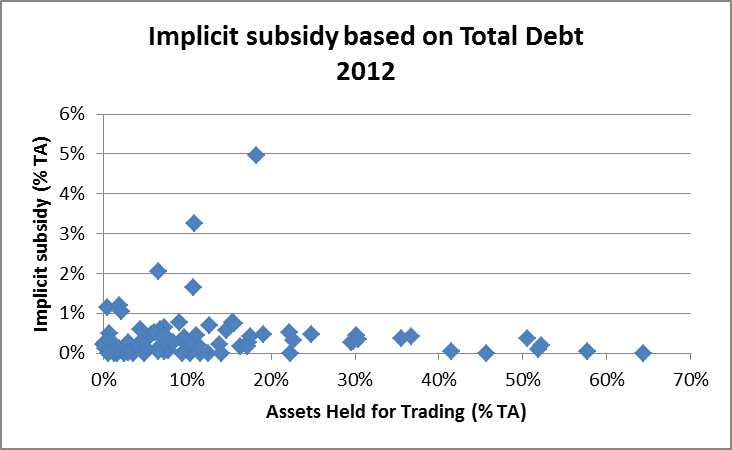 Implicit subsidy based on Total Debt
2012
6%
5%
4%
3%
2%
1%
0%
Implicit subsidy (% TA)
0% 10% 20% 30% 40% 50% 60% 70%
Assets Held for Trading (% TA)